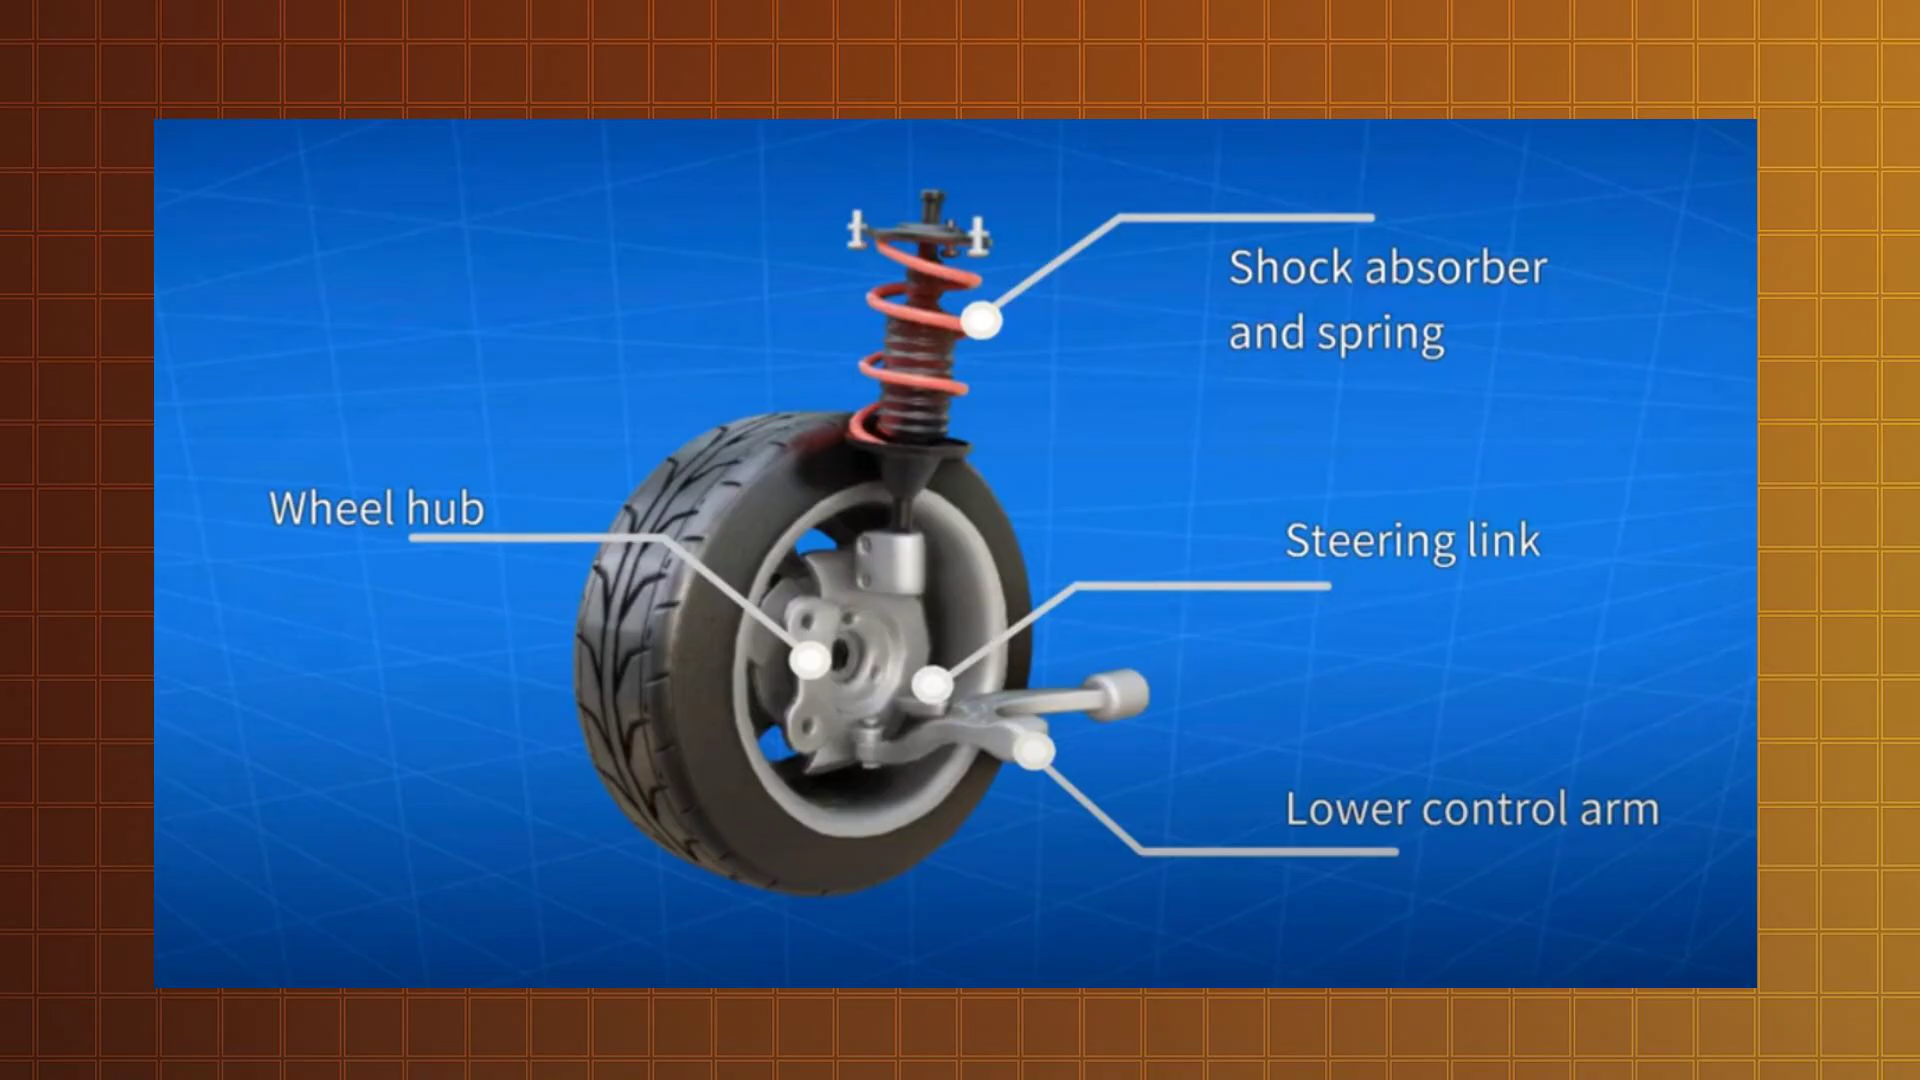 Shock absorber
and spring
Wheel hub
Steering link
Lower control arm